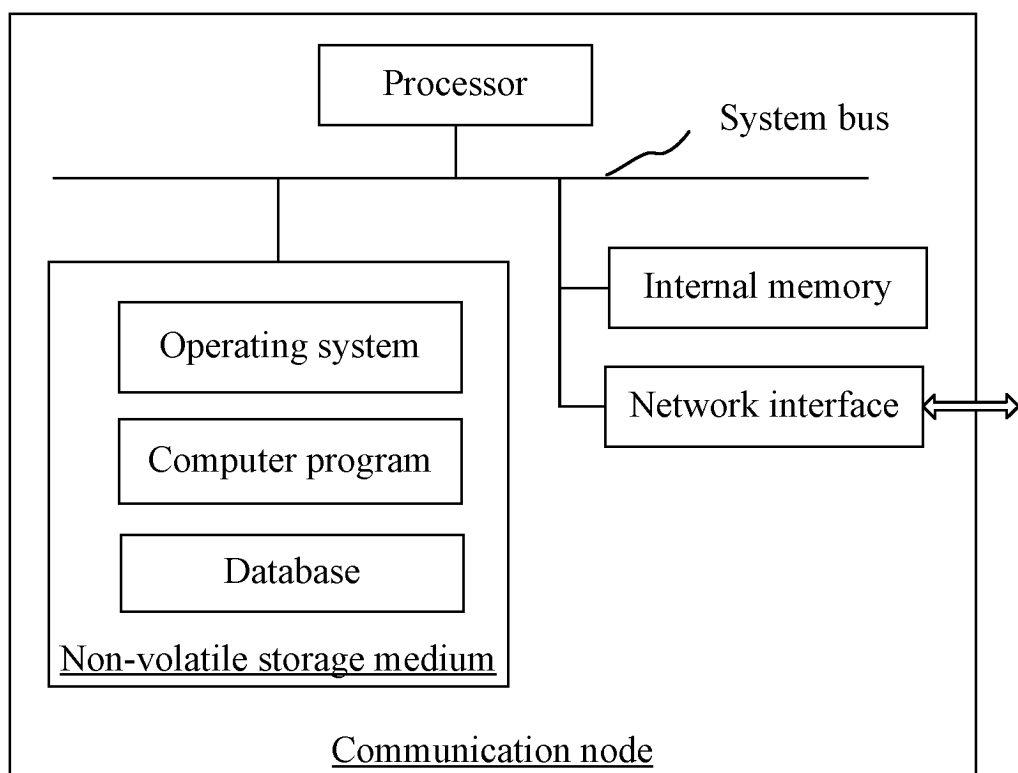 Processor
System bus
Internal memory
Operating system
Network interface
Computer program
Database
Non-volatile storage medium
Communication node